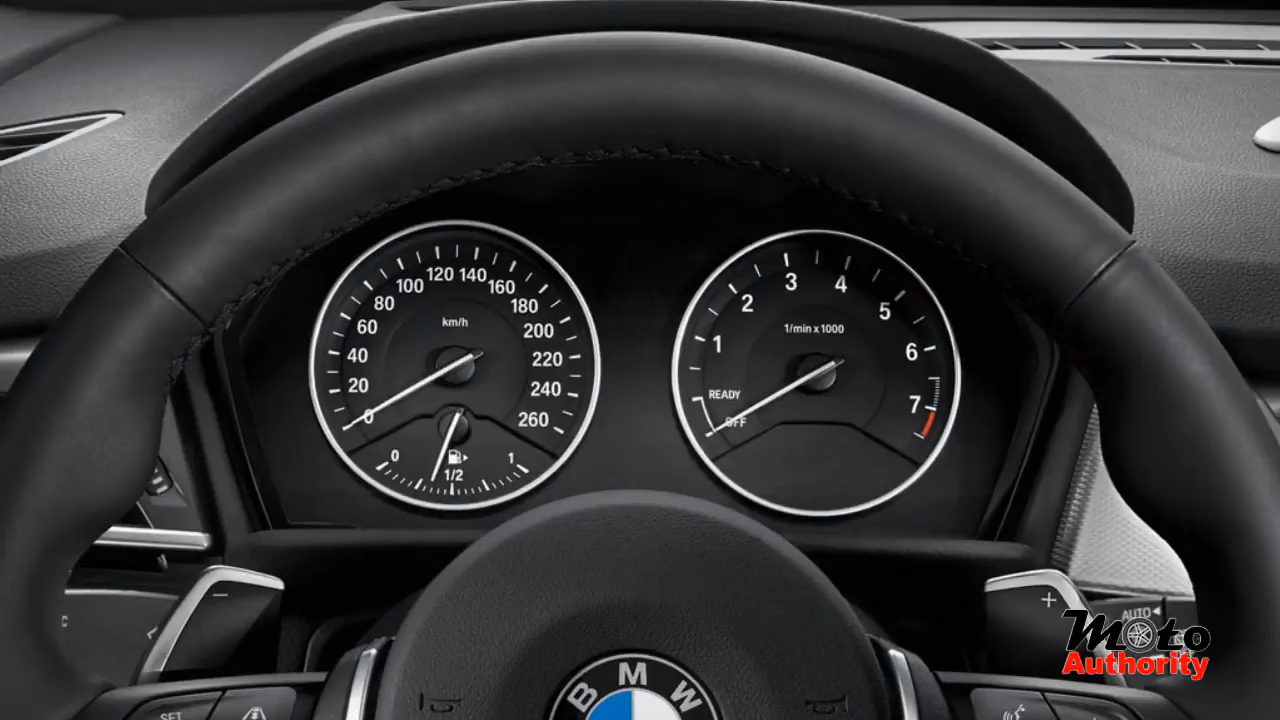 120 140
100 160
80 180
60 km/h 200
40 220
20 240
0 260
0 1
1/2
3 4
2 5
1/min x 1000
1 6
READY
7
OFF
−
+
AUTO
Moto
Authority
B M W
SET